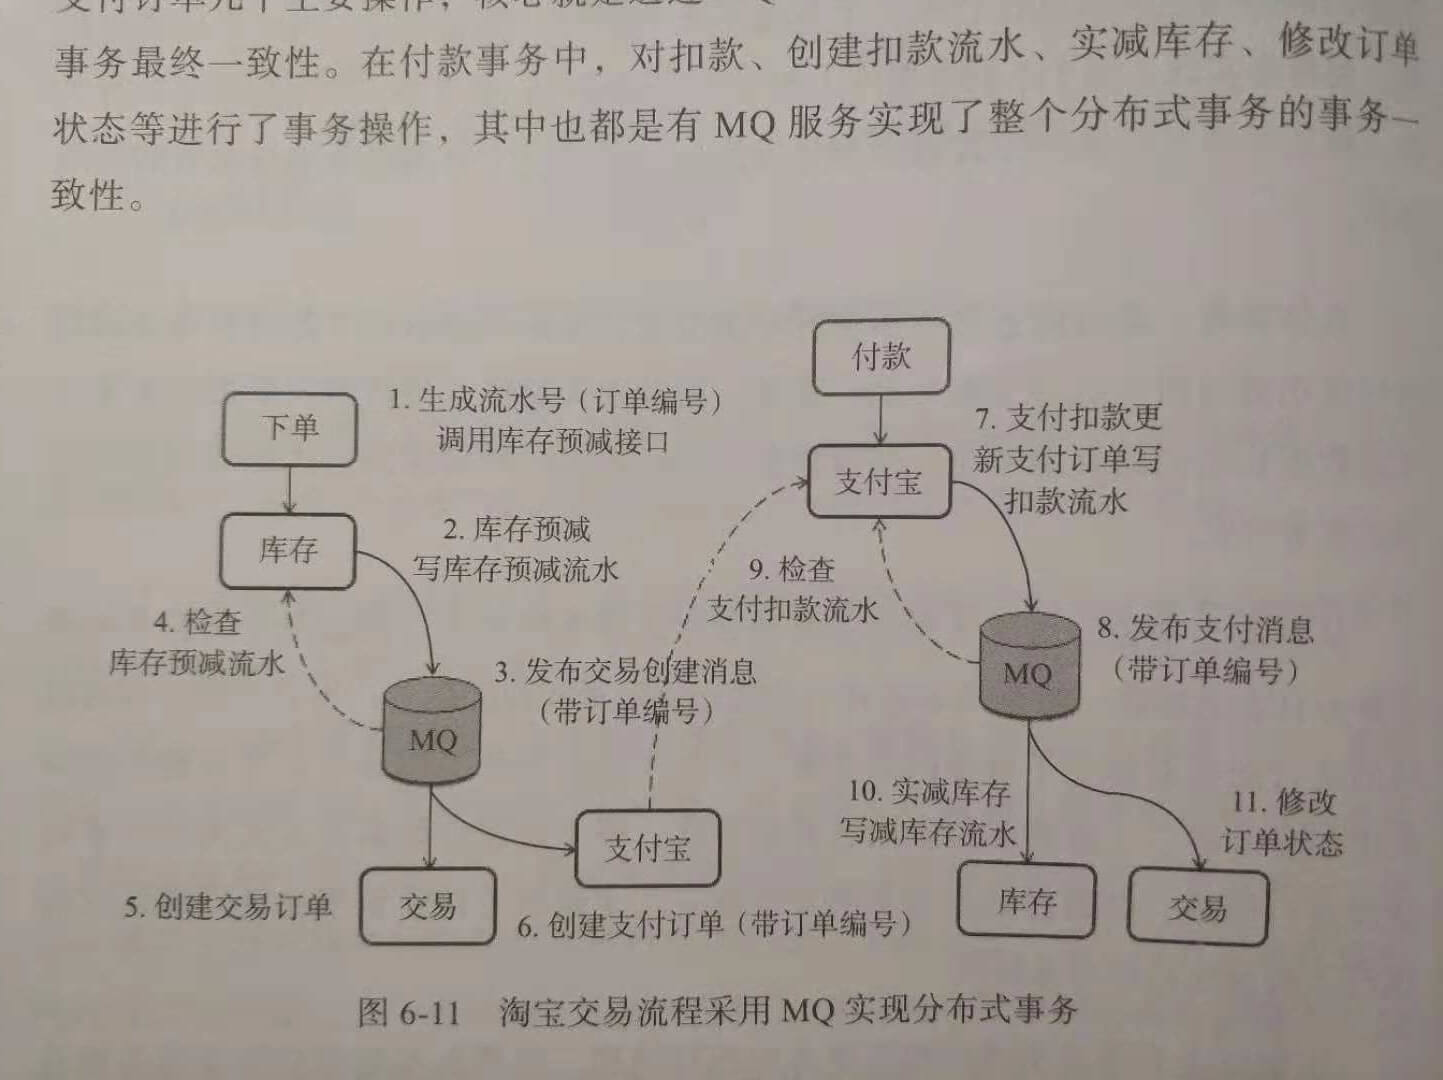 事务最终一致性。在付款事务中，对扣款、创建扣款流水、实减库存、修改订单
状态等进行了事务操作，其中也都是有 MQ 服务实现了整个分布式事务的事务一
致性。
付款
下单
1. 生成流水号（订单编号）
调用库存预减接口
7. 支付扣款更
新支付订单写
扣款流水
支付宝
库存
2. 库存预减
写库存预减流水
9. 检查
支付扣款流水
4. 检查
库存预减流水
MQ
8. 发布支付消息
（带订单编号）
3. 发布交易创建消息
（带订单编号）
MQ
10. 实减库存
写减库存流水
11. 修改
订单状态
支付宝
5. 创建交易订单
交易
6. 创建支付订单（带订单编号）
库存
交易
图 6-11 淘宝交易流程采用 MQ 实现分布式事务